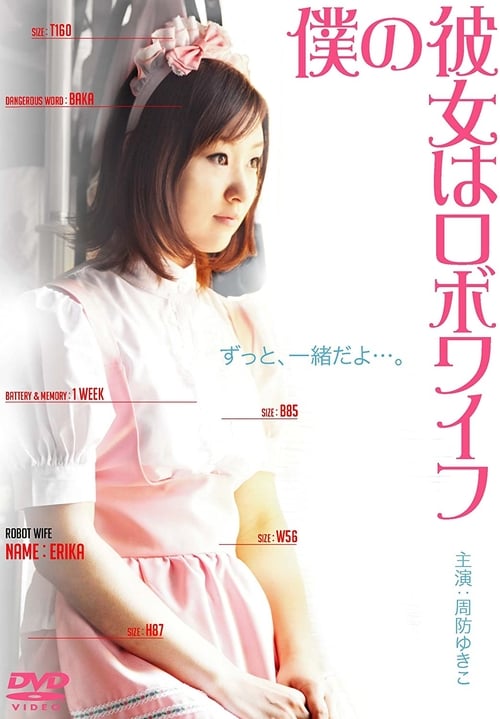 僕の
彼女はロボワイフ
SIZE : T160
DANGEROUS WORD : BAKA
ずっと、一緒だよ…。
BATTERY & MEMORY : 1 WEEK
SIZE : B85
ROBOT WIFE
NAME : ERIKA
SIZE : W56
主演：周防ゆきこ
SIZE : H87
DVD
VIDEO